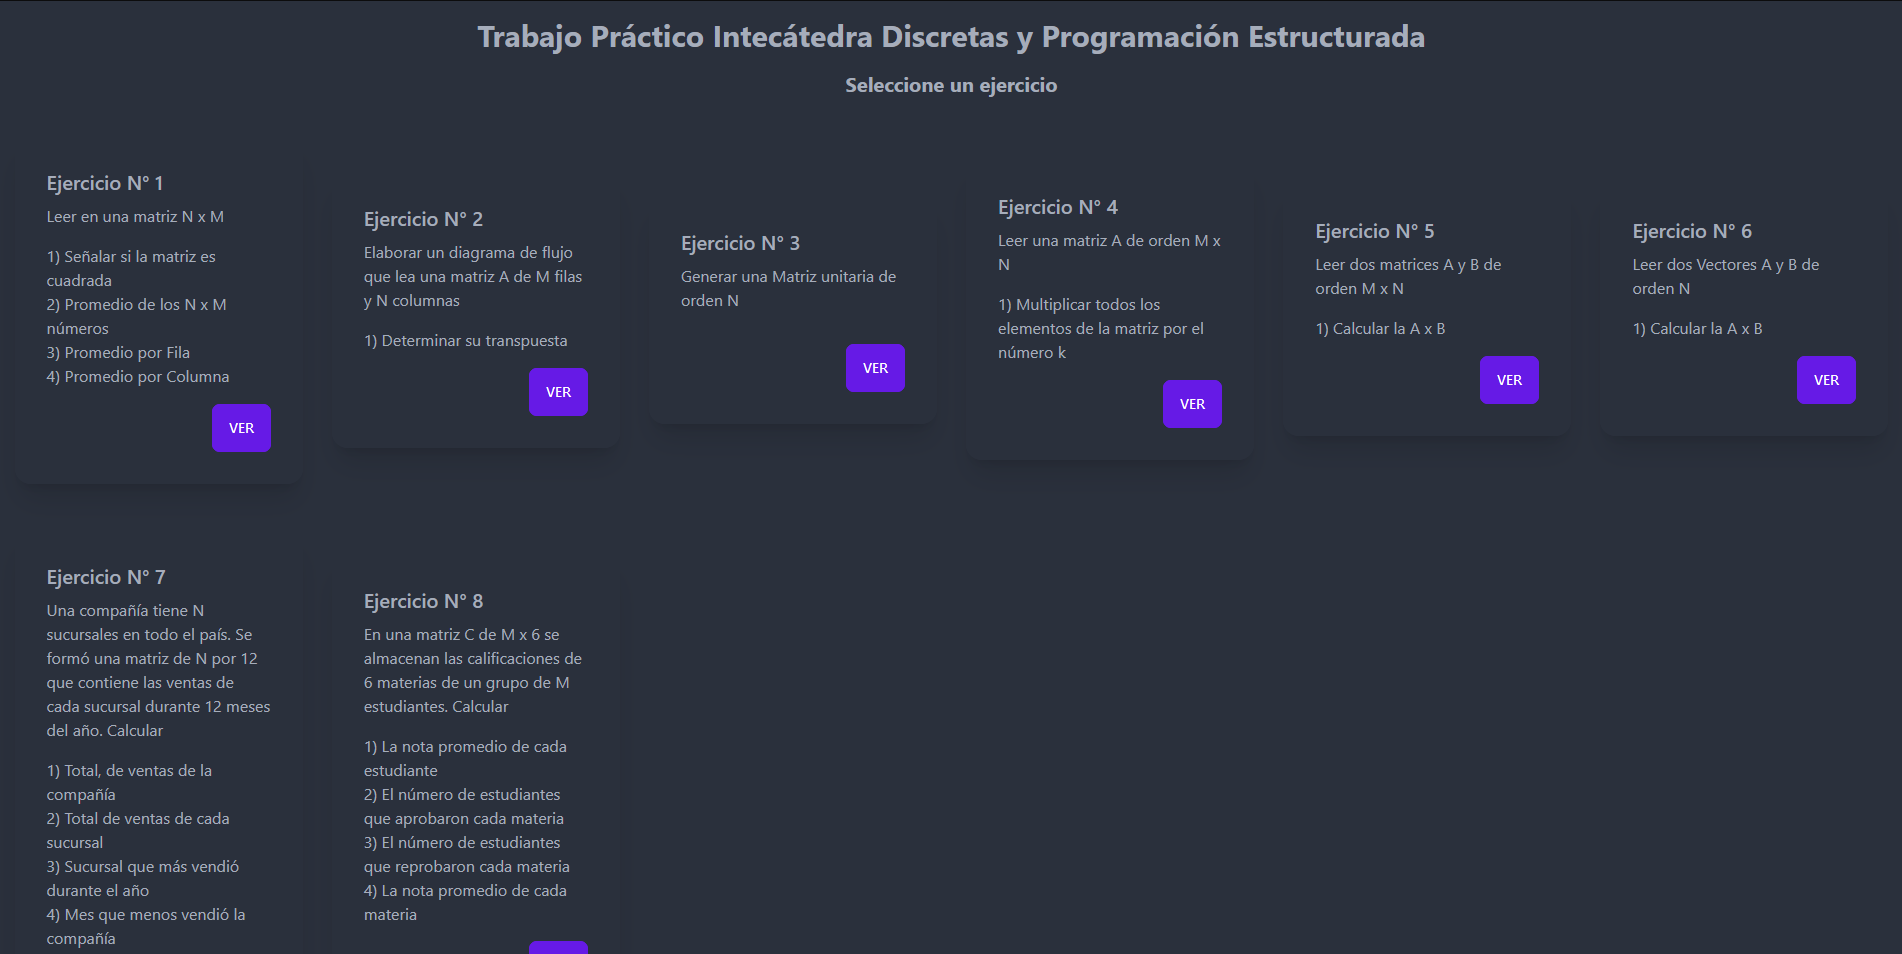 Trabajo Práctico Intecátedra Discretas y Programación Estructurada
Seleccione un ejercicio
Ejercicio N° 1
Leer en una matriz N x M
1) Señalar si la matriz es
cuadrada
2) Promedio de los N x M
números
3) Promedio por Fila
4) Promedio por Columna
VER
Ejercicio N° 2
Elaborar un diagrama de flujo
que lea una matriz A de M filas
y N columnas
1) Determinar su transpuesta
VER
Ejercicio N° 3
Generar una Matriz unitaria de
orden N
VER
Ejercicio N° 4
Leer una matriz A de orden M x
N
1) Multiplicar todos los
elementos de la matriz por el
número k
VER
Ejercicio N° 5
Leer dos matrices A y B de
orden M x N
1) Calcular la A x B
VER
Ejercicio N° 6
Leer dos Vectores A y B de
orden N
1) Calcular la A x B
VER
Ejercicio N° 7
Una compañía tiene N
sucursales en todo el país. Se
formó una matriz de N por 12
que contiene las ventas de
cada sucursal durante 12 meses
del año. Calcular
1) Total, de ventas de la
compañía
2) Total de ventas de cada
sucursal
3) Sucursal que más vendió
durante el año
4) Mes que menos vendió la
compañía
Ejercicio N° 8
En una matriz C de M x 6 se
almacenan las calificaciones de
6 materias de un grupo de M
estudiantes. Calcular
1) La nota promedio de cada
estudiante
2) El número de estudiantes
que aprobaron cada materia
3) El número de estudiantes
que reprobaron cada materia
4) La nota promedio de cada
materia